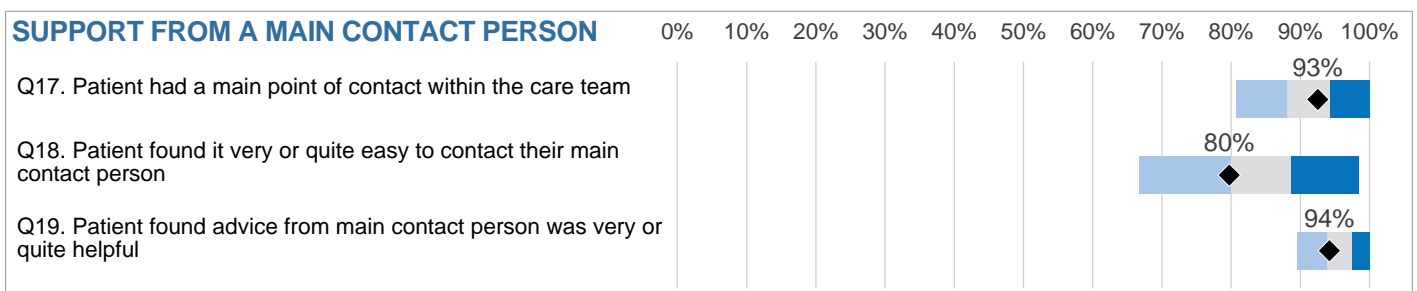 SUPPORT FROM A MAIN CONTACT PERSON 0% 10% 20% 30% 40% 50% 60% 70% 80% 90% 100%
93%
Q17. Patient had a main point of contact within the care team
80%
Q18. Patient found it very or quite easy to contact their main
contact person
94%
Q19. Patient found advice from main contact person was very or
quite helpful